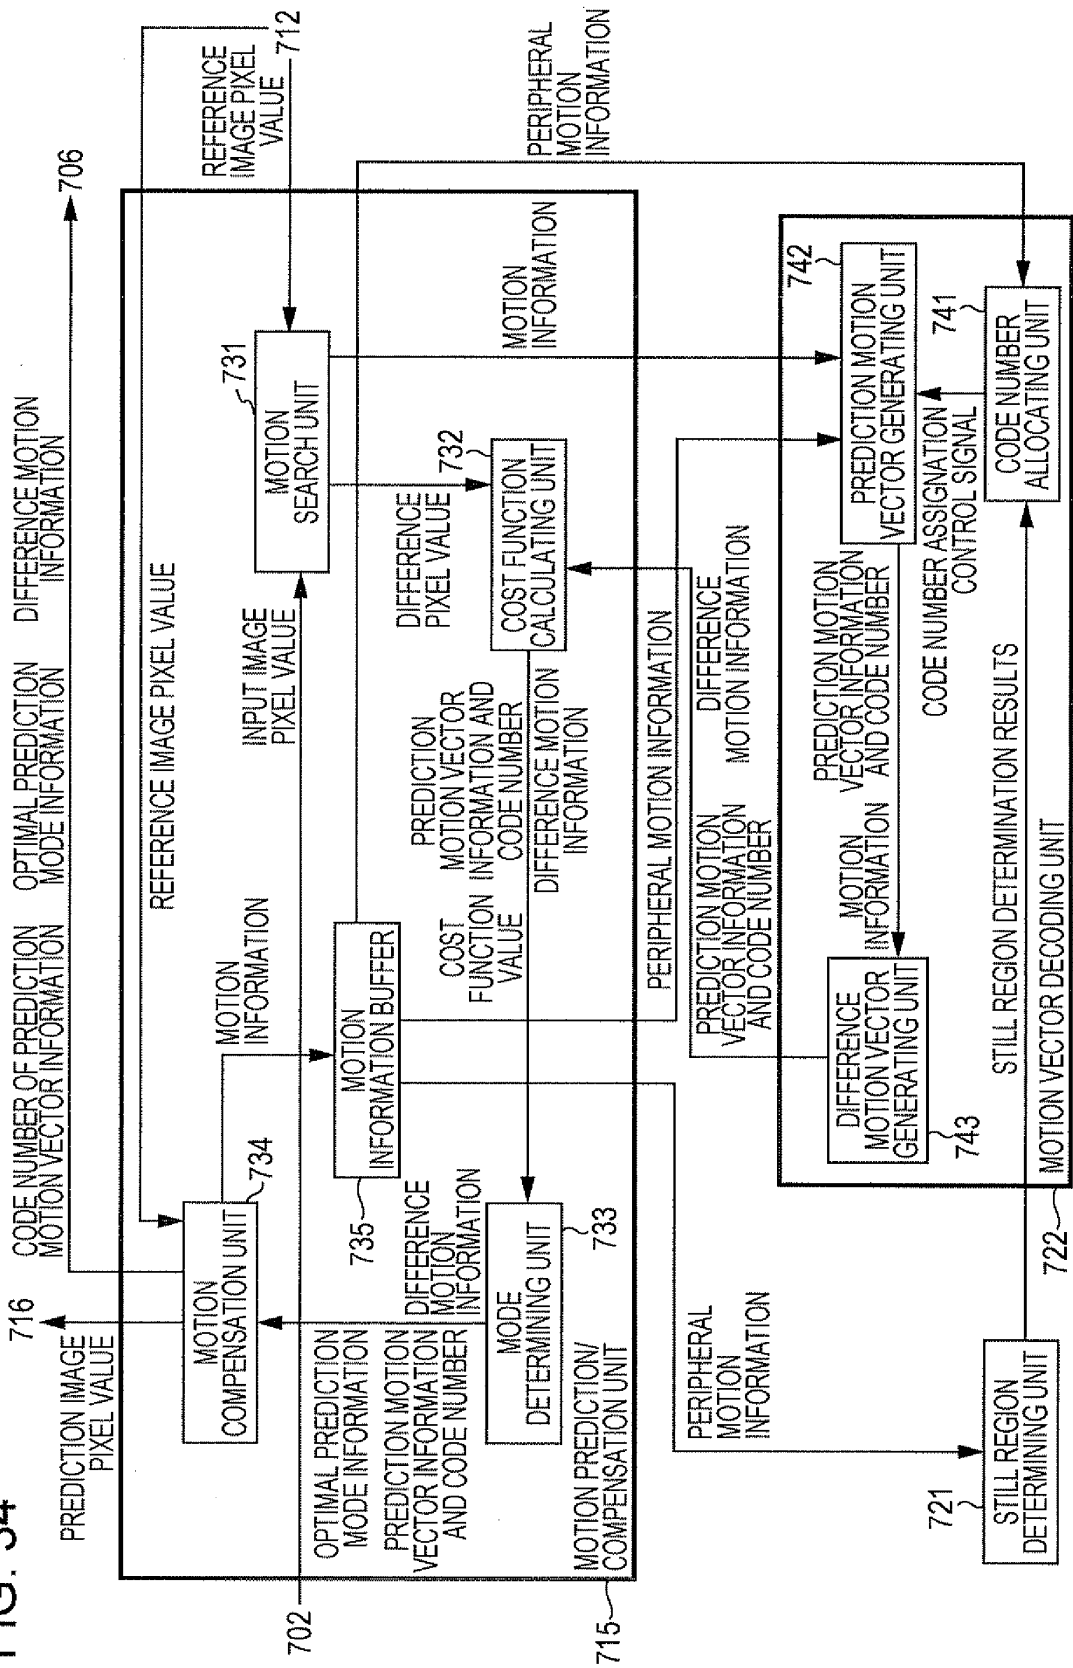 FIG. 34
716
PREDICTION IMAGE
PIXEL VALUE
CODE NUMBER OF PREDICTION
MOTION VECTOR INFORMATION
OPTIMAL PREDICTION
MODE INFORMATION
DIFFERENCE MOTION
INFORMATION
706
REFERENCE IMAGE PIXEL VALUE
REFERENCE
IMAGE PIXEL
VALUE
712
MOTION
COMPENSATION UNIT
734
MOTION
INFORMATION
INPUT IMAGE
PIXEL VALUE
MOTION
SEARCH UNIT
731
702
OPTIMAL PREDICTION
MODE INFORMATION
PREDICTION MOTION
VECTOR INFORMATION
AND CODE NUMBER
DIFFERENCE
MOTION
INFORMATION
735
MOTION
INFORMATION BUFFER
DIFFERENCE
PIXEL VALUE
732
COST FUNCTION
CALCULATING UNIT
PREDICTION
MOTION VECTOR
INFORMATION AND
CODE NUMBER
COST
FUNCTION
VALUE
DIFFERENCE MOTION
INFORMATION
MODE
DETERMINING UNIT
733
MOTION
INFORMATION
PERIPHERAL
MOTION
INFORMATION
MOTION PREDICTION/
COMPENSATION UNIT
715
PERIPHERAL MOTION INFORMATION
PREDICTION MOTION
VECTOR INFORMATION
AND CODE NUMBER
DIFFERENCE
MOTION INFORMATION
PERIPHERAL
MOTION
INFORMATION
742
PREDICTION MOTION
VECTOR GENERATING UNIT
PREDICTION MOTION
VECTOR INFORMATION
AND CODE NUMBER
MOTION
INFORMATION
DIFFERENCE
MOTION VECTOR
GENERATING UNIT
743
CODE NUMBER ASSIGNATION
CONTROL SIGNAL
741
CODE NUMBER
ALLOCATING UNIT
STILL REGION DETERMINATION RESULTS
721
STILL REGION
DETERMINING UNIT
722
MOTION VECTOR DECODING UNIT